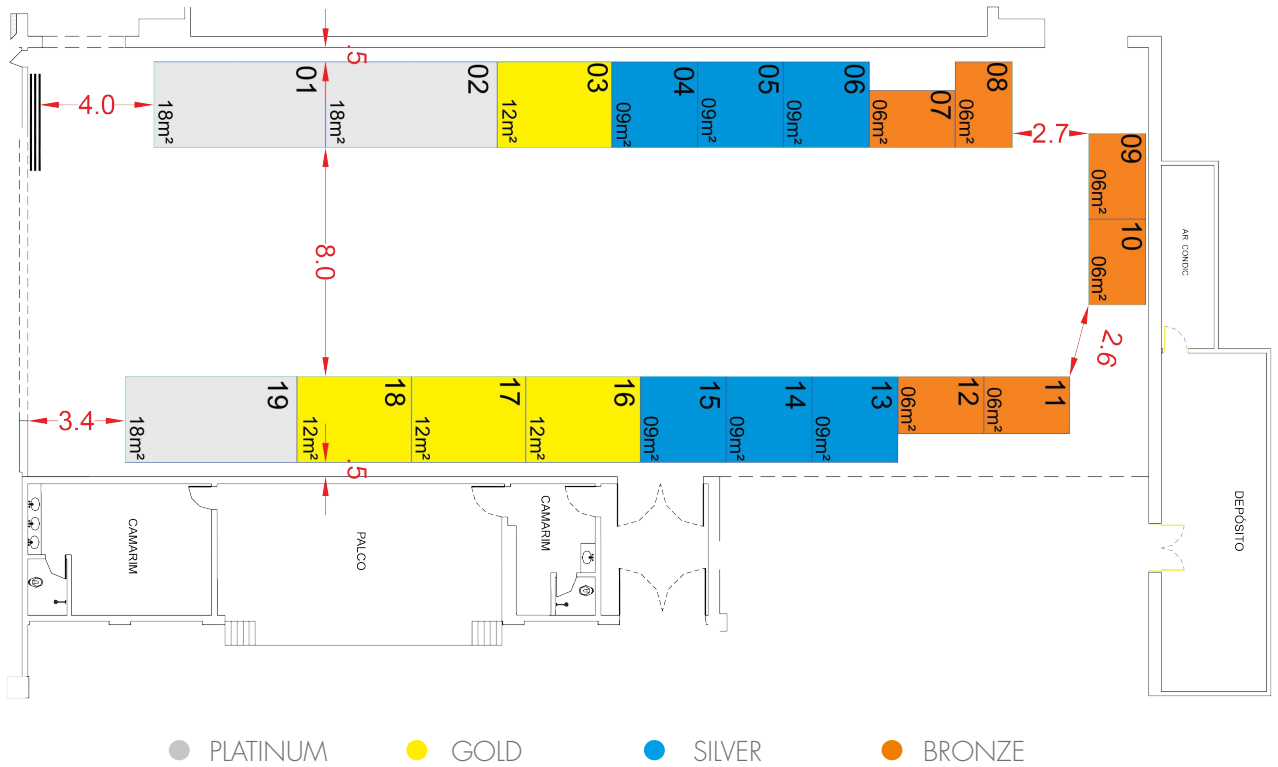 .5
4.0
01
18m²
02
18m²
03
12m²
04
09m²
05
09m²
06
09m²
07
06m²
08
06m²
2.7
09
06m²
10
06m²
AR CONDIC.
8.0
2.6
19
18m²
18
12m²
17
12m²
16
12m²
15
09m²
14
09m²
13
09m²
12
06m²
11
06m²
3.4
.5
CAMARIM
PALCO
CAMARIM
DEPÓSITO
PLATINUM
GOLD
SILVER
BRONZE